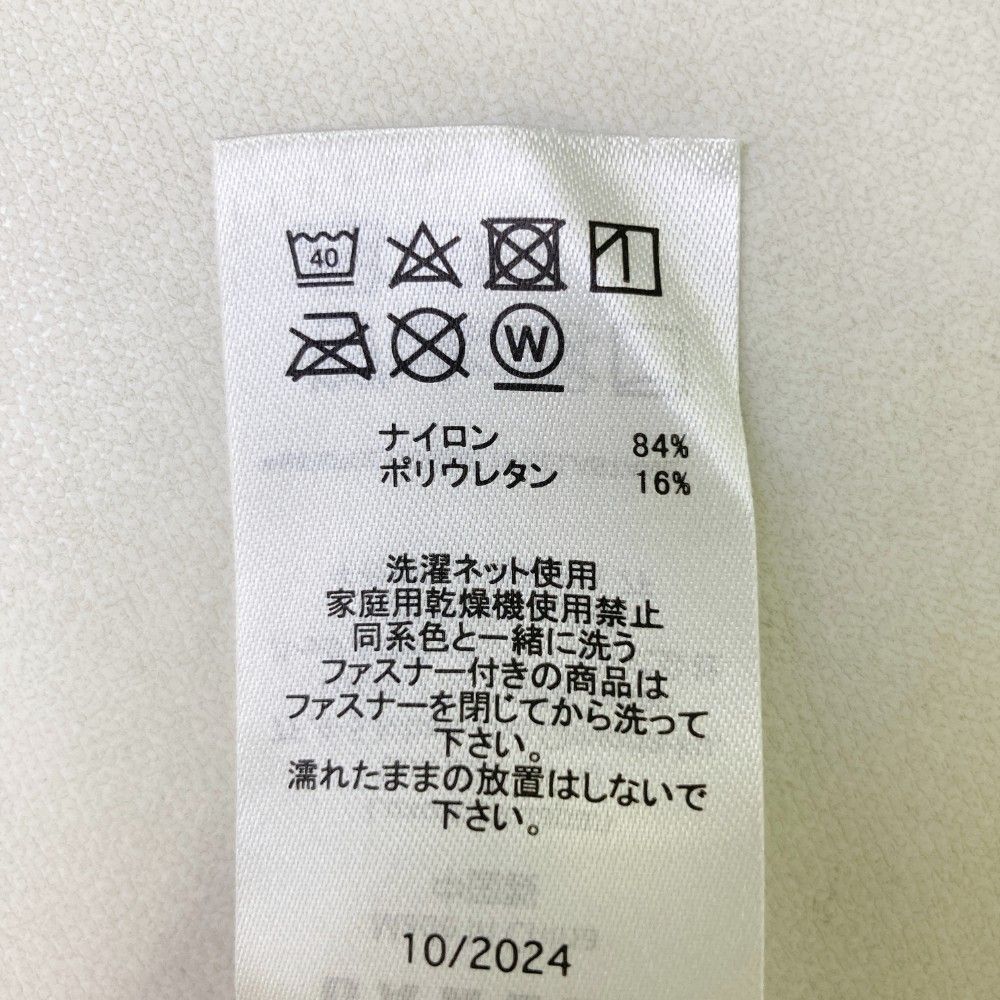 40
W
ナイロン 84%
ポリウレタン 16%
洗濯ネット使用
家庭用乾燥機使用禁止
同系色と一緒に洗う
ファスナー付きの商品は
ファスナーを閉じてから洗って
下さい。
濡れたままの放置はしないで
下さい。
10/2024